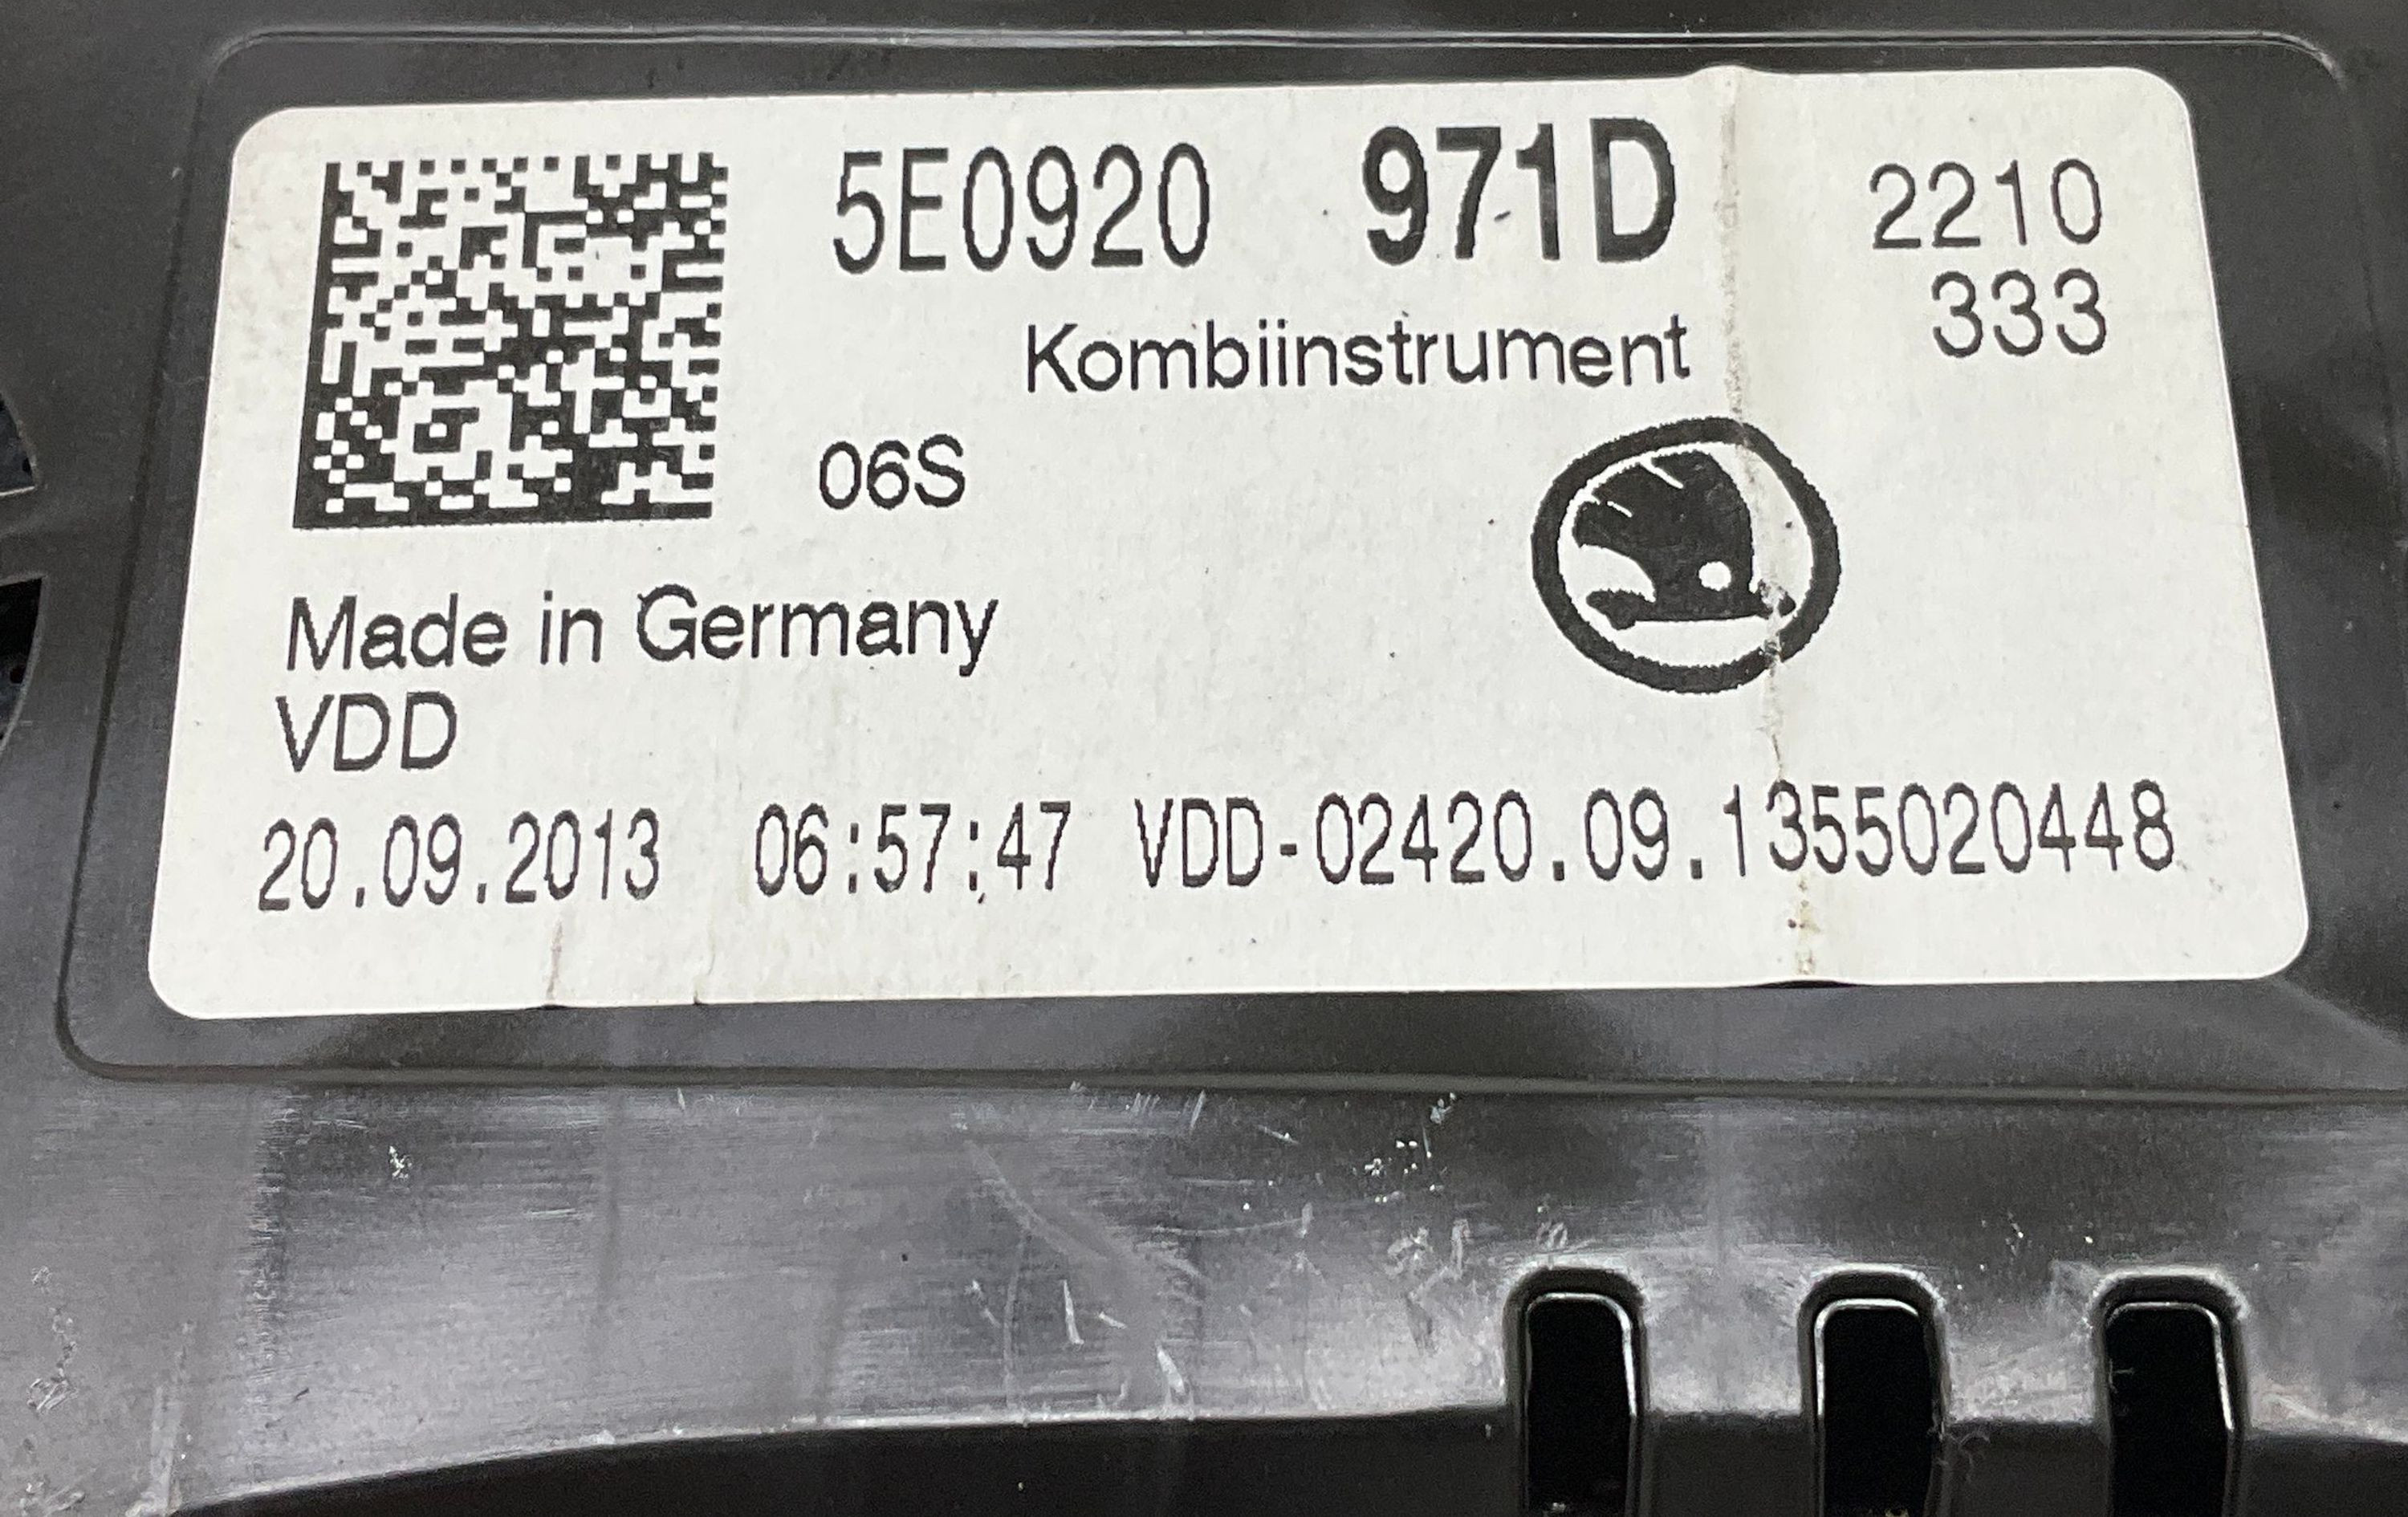 5E0920 971D 2210
333
Kombiinstrument
06S
Made in Germany
VDD
20.09.2013 06:57:47 VDD-02420.09.1355020448